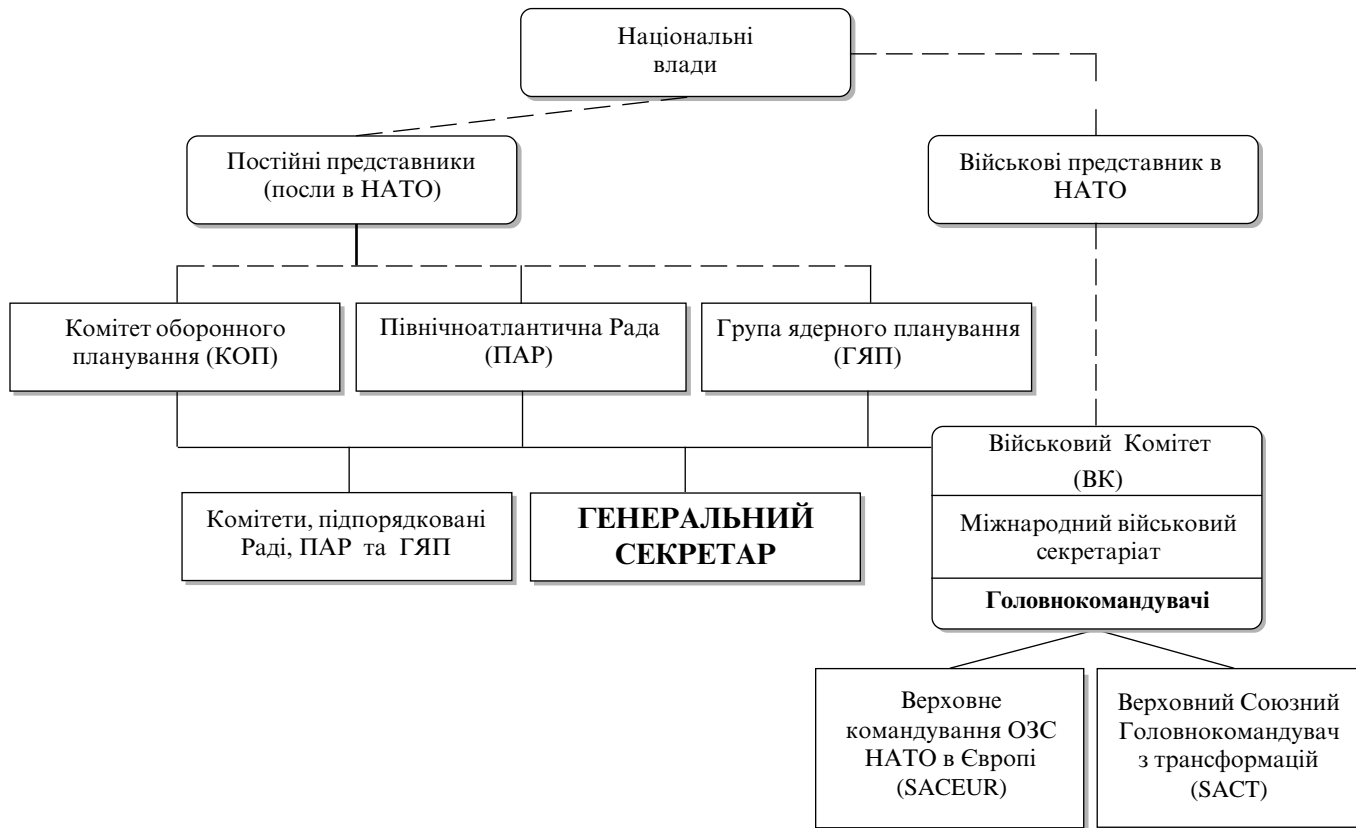 Національні
влади
Постійні представники
(посли в НАТО)
Військові представник в
НАТО
Комітет оборонного
планування (КОП)
Північноатлантична Рада
(ПАР)
Група ядерного планування
(ГЯП)
Військовий Комітет
(ВК)
Міжнародний військовий
секретаріат
Головнокомандувачі
Комітети, підпорядковані
Раді, ПАР та ГЯП
ГЕНЕРАЛЬНИЙ
СЕКРЕТАР
Верховне
командування ОЗС
НАТО в Європі
(SACEUR)
Верховний Союзний
Головнокомандувач
з трансформацій
(SACT)